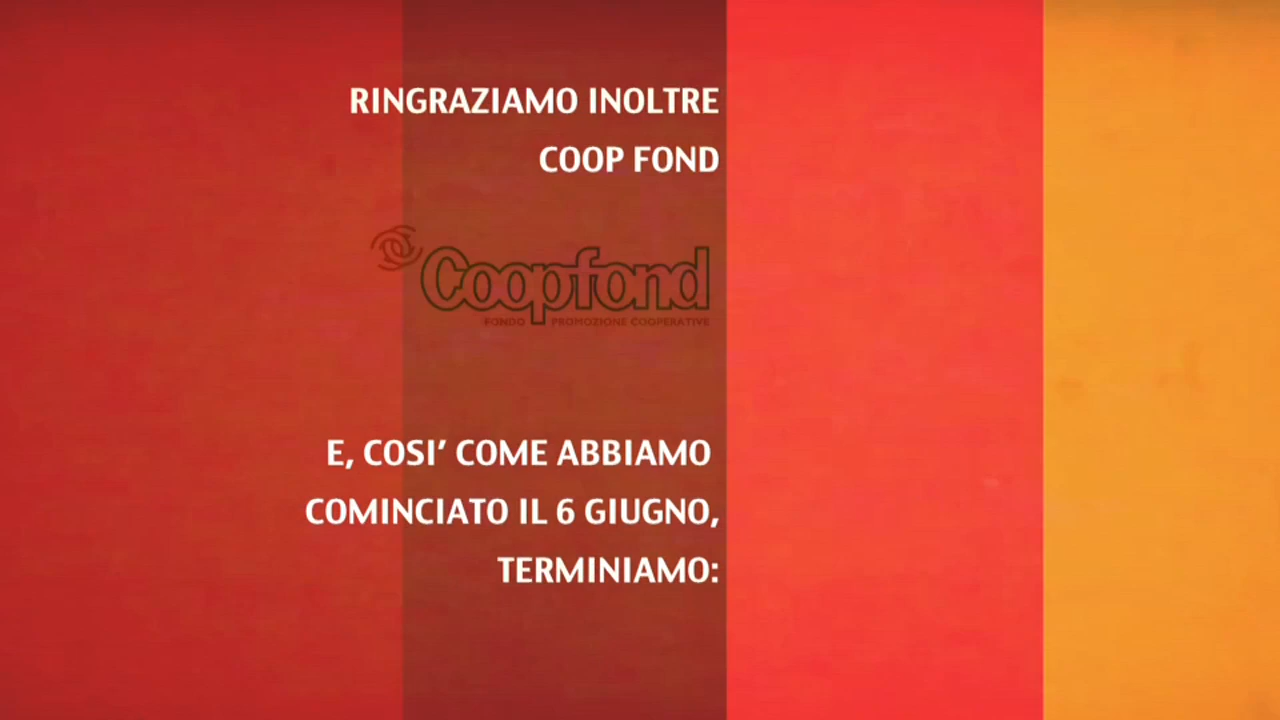 RINGRAZIAMO INOLTRE
COOP FOND
Coopfond
FONDO PROMOZIONE COOPERATIVE
E, COSI’ COME ABBIAMO
COMINCIATO IL 6 GIUGNO,
TERMINIAMO: